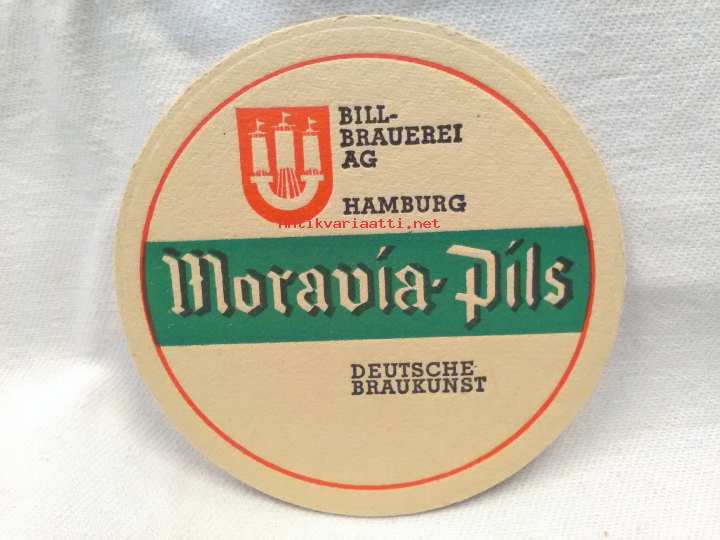 BILL-
BRAUEREI
AG
HAMBURG
antikvariaatti.net
Moravia-Pils
DEUTSCHE
BRAUKUNST